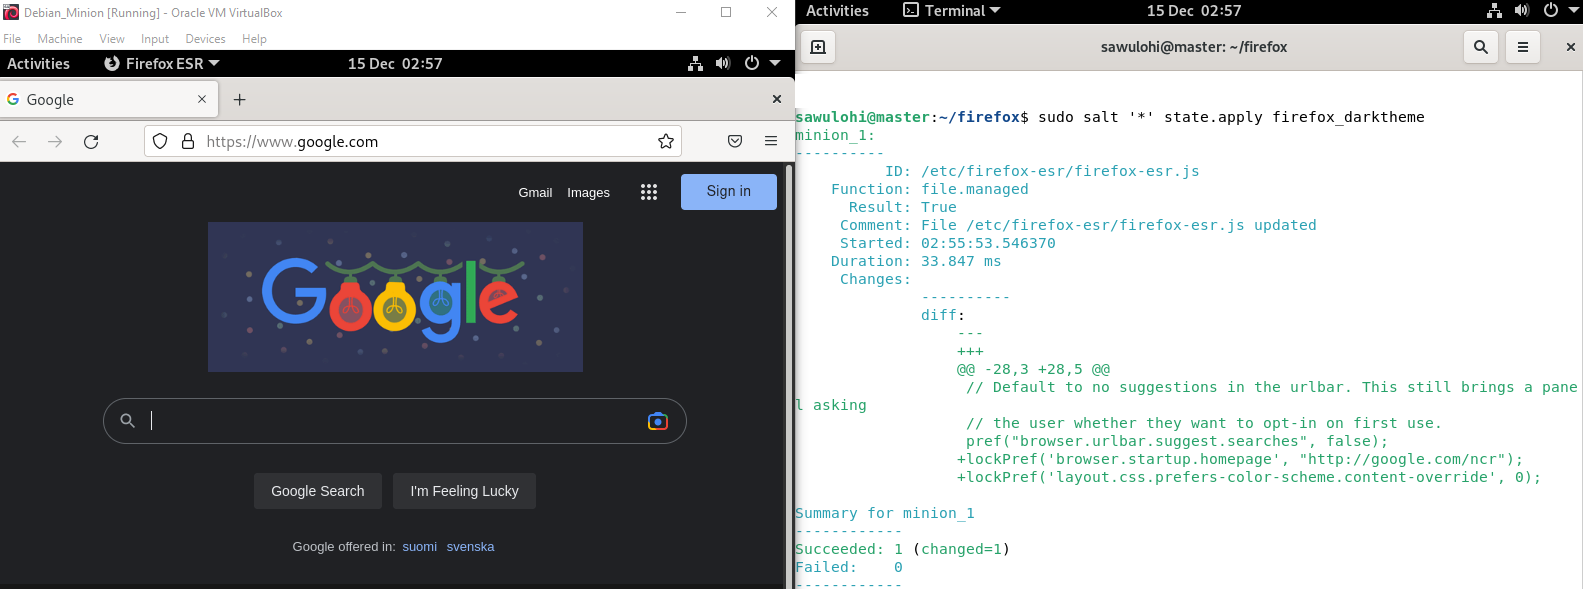 Debian_Minion [Running] - Oracle VM VirtualBox
File Machine View Input Devices Help
Activities Firefox ESR 15 Dec 02:57
Google
https://www.google.com
Gmail Images Sign in
Google
Google Search I'm Feeling Lucky
Google offered in: suomi svenska
Activities Terminal 15 Dec 02:57
sawulohi@master: ~/firefox
sawulohi@master:~/firefox$ sudo salt '*' state.apply firefox_darktheme
minion_1:
----------
ID: /etc/firefox-esr/firefox-esr.js
Function: file.managed
Result: True
Comment: File /etc/firefox-esr/firefox-esr.js updated
Started: 02:55:53.546370
Duration: 33.847 ms
Changes:
----------
diff:
---
+++
@@ -28,3 +28,5 @@
// Default to no suggestions in the urlbar. This still brings a pane
l asking
// the user whether they want to opt-in on first use.
pref("browser.urlbar.suggest.searches", false);
+lockPref('browser.startup.homepage', "http://google.com/ncr");
+lockPref('layout.css.prefers-color-scheme.content-override', 0);
Summary for minion_1
------------
Succeeded: 1 (changed=1)
Failed: 0
------------